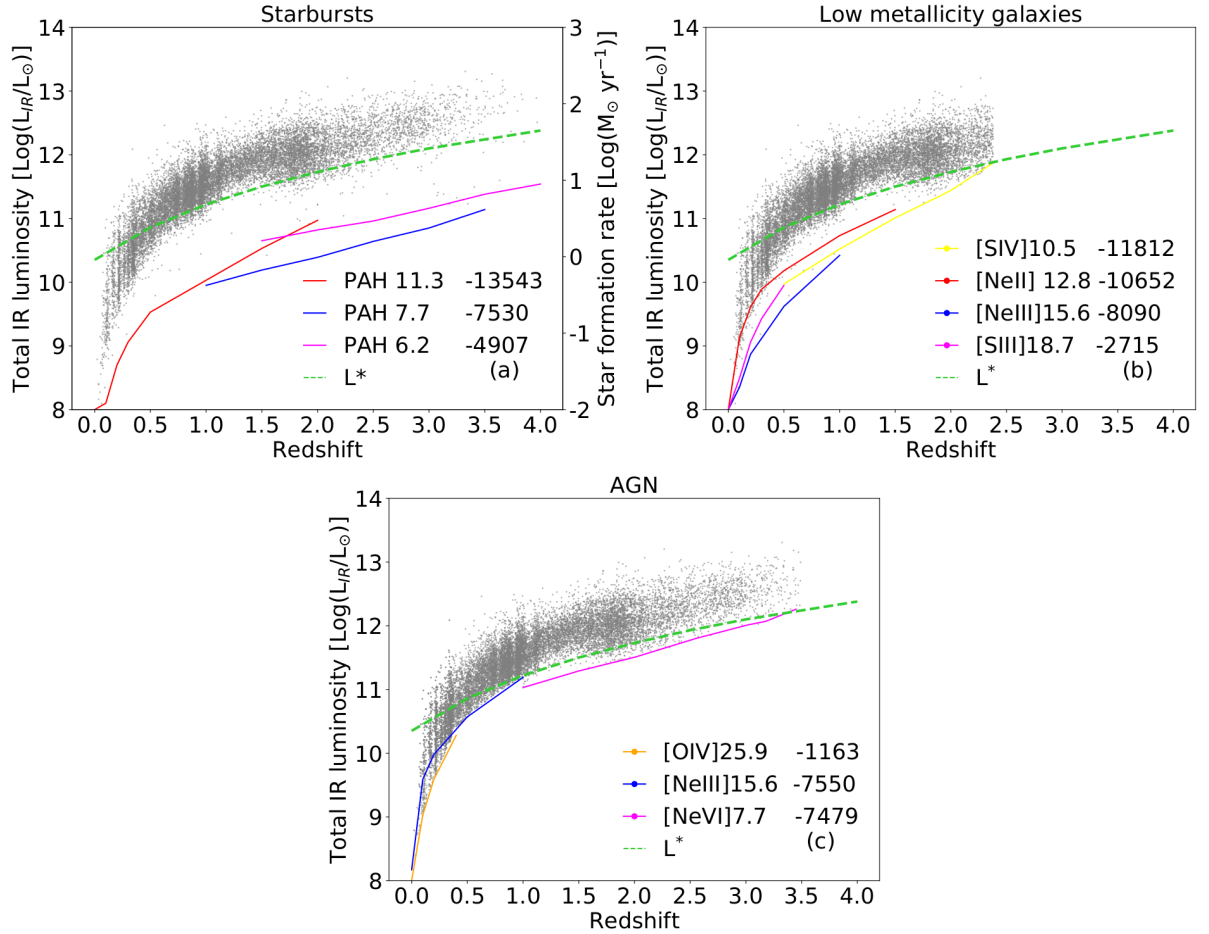 Starbursts
Total IR luminosity [Log(L_IR/L_⊙)]
14
13
12
11
10
9
8
3
2
1
0
-1
-2
Star formation rate [Log(M_⊙ yr⁻¹)]
PAH 11.3 -13543
PAH 7.7 -7530
PAH 6.2 -4907
L*
(a)
0.0 0.5 1.0 1.5 2.0 2.5 3.0 3.5 4.0
Redshift
Low metallicity galaxies
Total IR luminosity [Log(L_IR/L_⊙)]
14
13
12
11
10
9
8
[SIV]10.5 -11812
[NeII] 12.8 -10652
[NeIII]15.6 -8090
[SIII]18.7 -2715
L*
(b)
0.0 0.5 1.0 1.5 2.0 2.5 3.0 3.5 4.0
Redshift
AGN
Total IR luminosity [Log(L_IR/L_⊙)]
14
13
12
11
10
9
8
[OIV]25.9 -1163
[NeIII]15.6 -7550
[NeVI]7.7 -7479
L*
(c)
0.0 0.5 1.0 1.5 2.0 2.5 3.0 3.5 4.0
Redshift